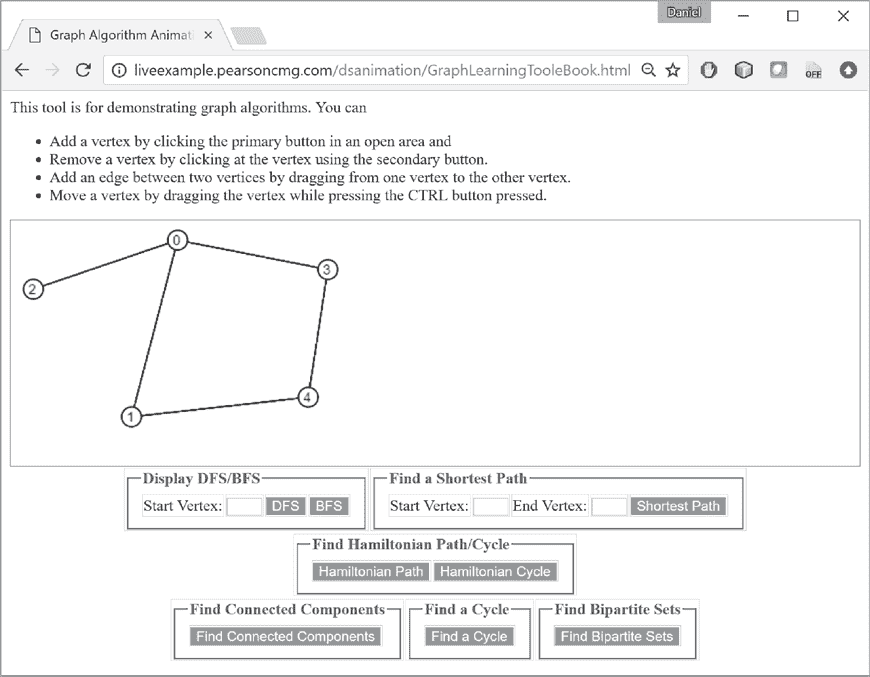 Daniel
Graph Algorithm Animati
liveexample.pearsoncmg.com/dsanimation/GraphLearningTooleBook.html
OFF
This tool is for demonstrating graph algorithms. You can
• Add a vertex by clicking the primary button in an open area and
• Remove a vertex by clicking at the vertex using the secondary button.
• Add an edge between two vertices by dragging from one vertex to the other vertex.
• Move a vertex by dragging the vertex while pressing the CTRL button pressed.
0
3
2
4
1
Display DFS/BFS
Start Vertex: DFS BFS
Find a Shortest Path
Start Vertex: End Vertex: Shortest Path
Find Hamiltonian Path/Cycle
Hamiltonian Path Hamiltonian Cycle
Find Connected Components
Find Connected Components
Find a Cycle
Find a Cycle
Find Bipartite Sets
Find Bipartite Sets